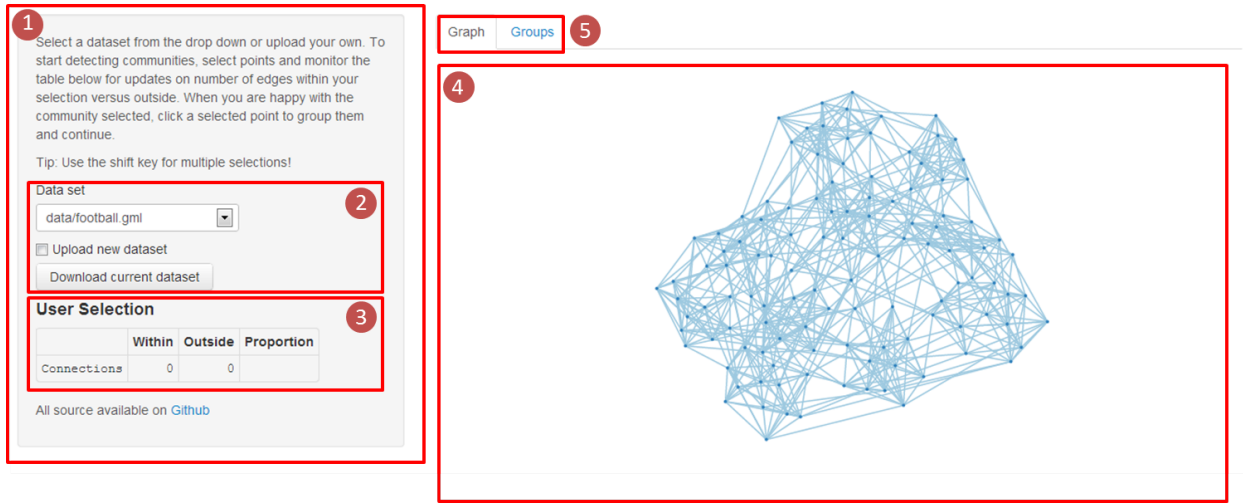 1
Select a dataset from the drop down or upload your own. To
start detecting communities, select points and monitor the
table below for updates on number of edges within your
selection versus outside. When you are happy with the
community selected, click a selected point to group them
and continue.
Tip: Use the shift key for multiple selections!
Data set
2
data/football.gml
Upload new dataset
Download current dataset
User Selection
3
Within Outside Proportion
Connections 0 0
All source available on Github
Graph Groups 5
4